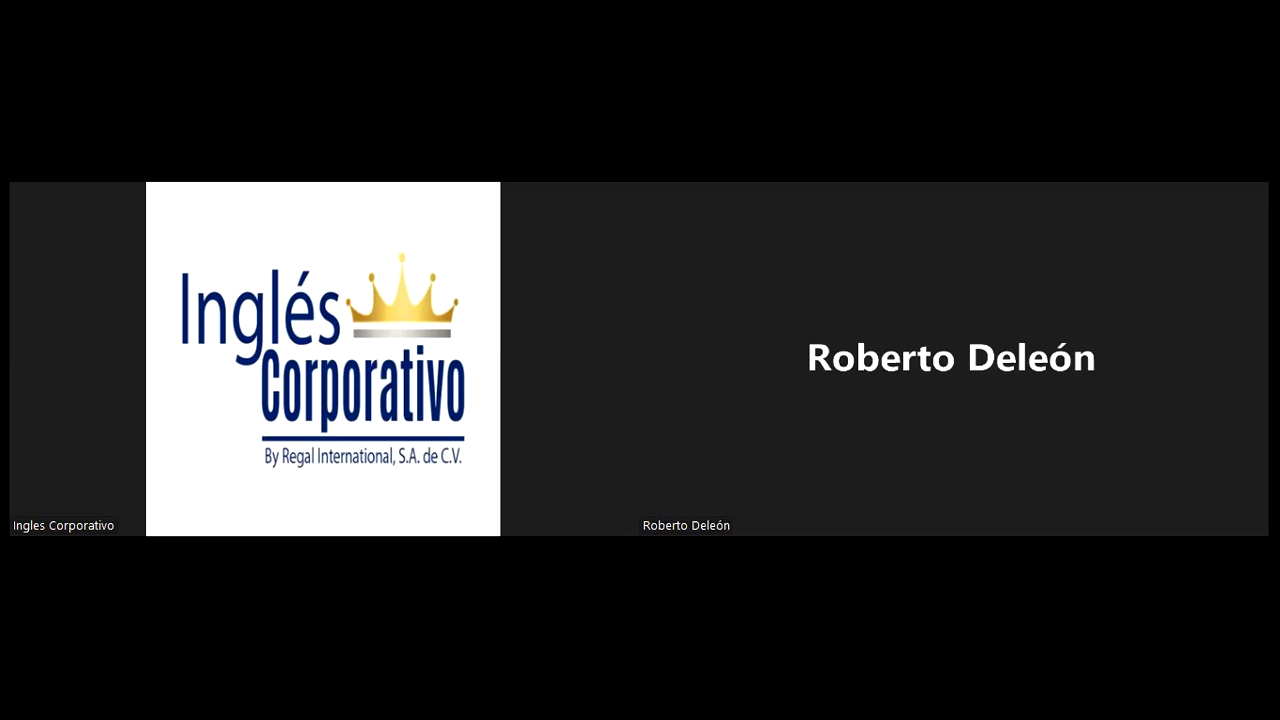 Inglés
Corporativo
By Regal International, S.A. de C.V.
Ingles Corporativo
Roberto Deleón
Roberto Deleón